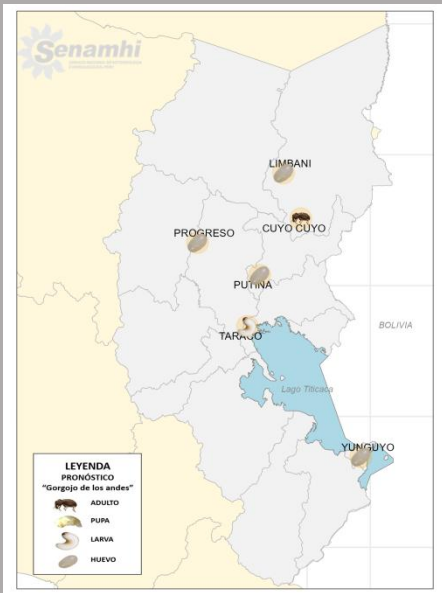 Senamhi
LIMBANI
CUYO CUYO
PROGRESO
PUTINA
TARACO
BOLIVIA
Lago Titicaca
YUNGUYO
LEYENDA
PRONÓSTICO
"Gorgojo de los andes"
ADULTO
PUPA
LARVA
HUEVO